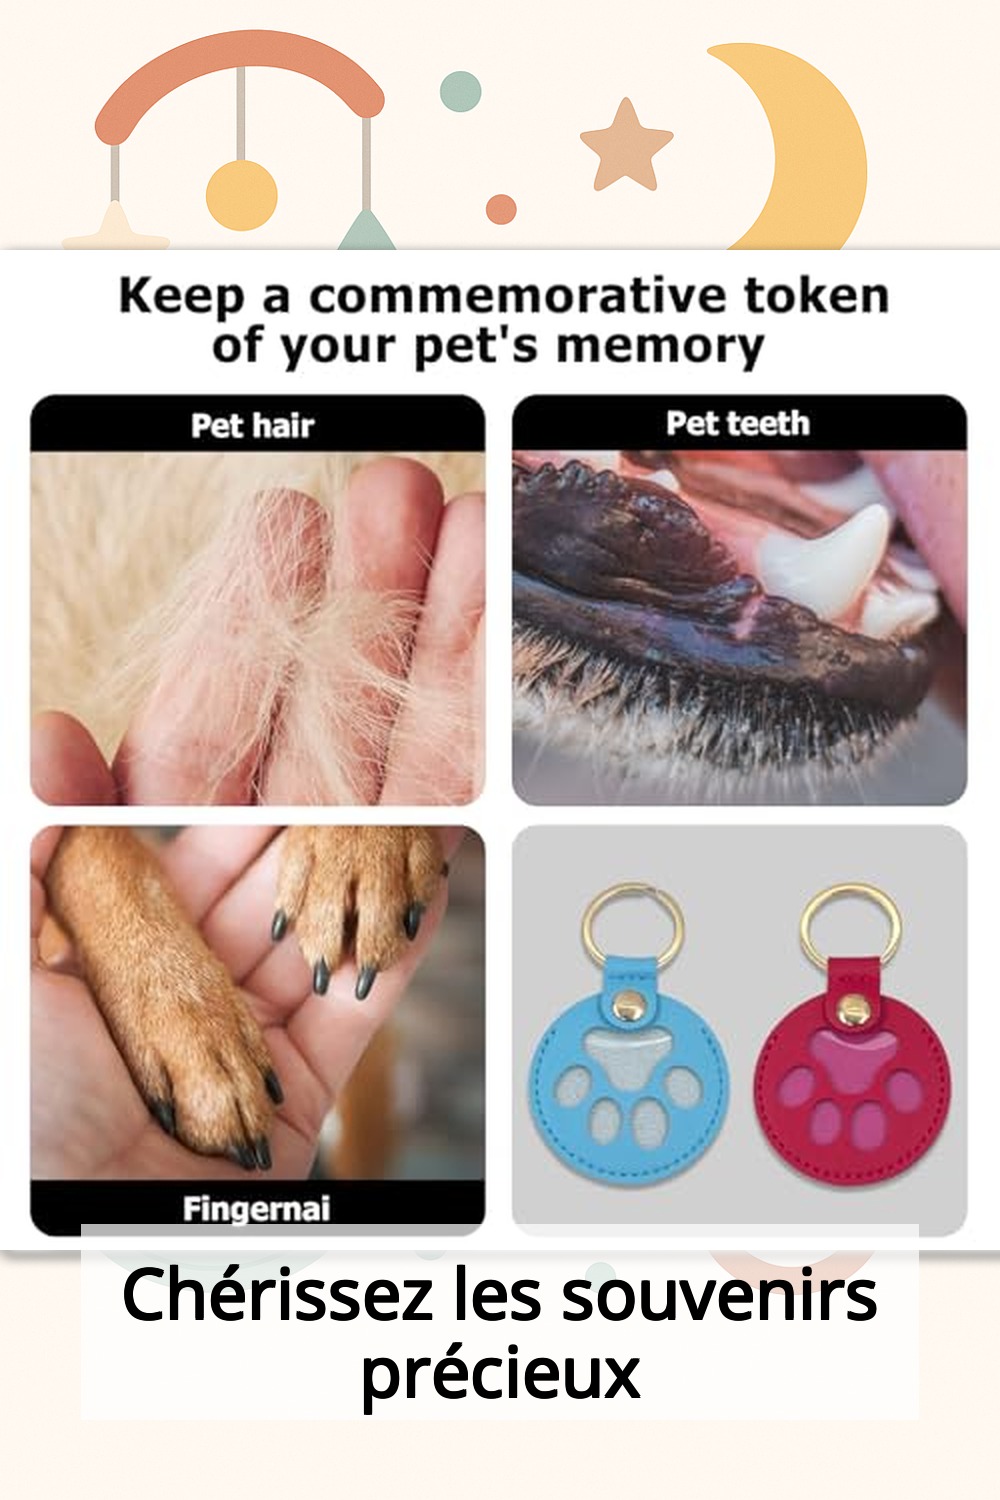 Keep a commemorative token
of your pet's memory
Pet hair
Pet teeth
Fingernai
Chérissez les souvenirs
précieux